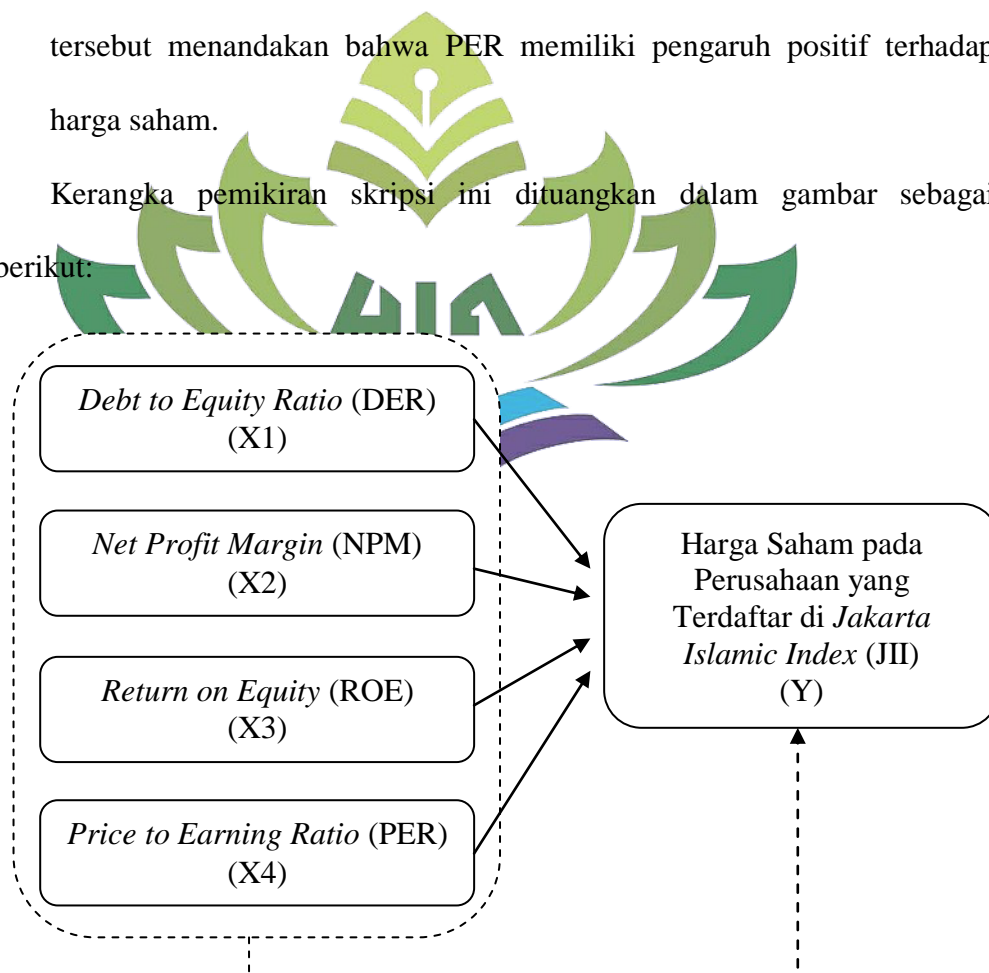 tersebut menandakan bahwa PER memiliki pengaruh positif terhadap
harga saham.
Kerangka pemikiran skripsi ini dituangkan dalam gambar sebagai
berikut:
Debt to Equity Ratio (DER)
(X1)
Net Profit Margin (NPM)
(X2)
Return on Equity (ROE)
(X3)
Price to Earning Ratio (PER)
(X4)
Harga Saham pada
Perusahaan yang
Terdaftar di Jakarta
Islamic Index (JII)
(Y)